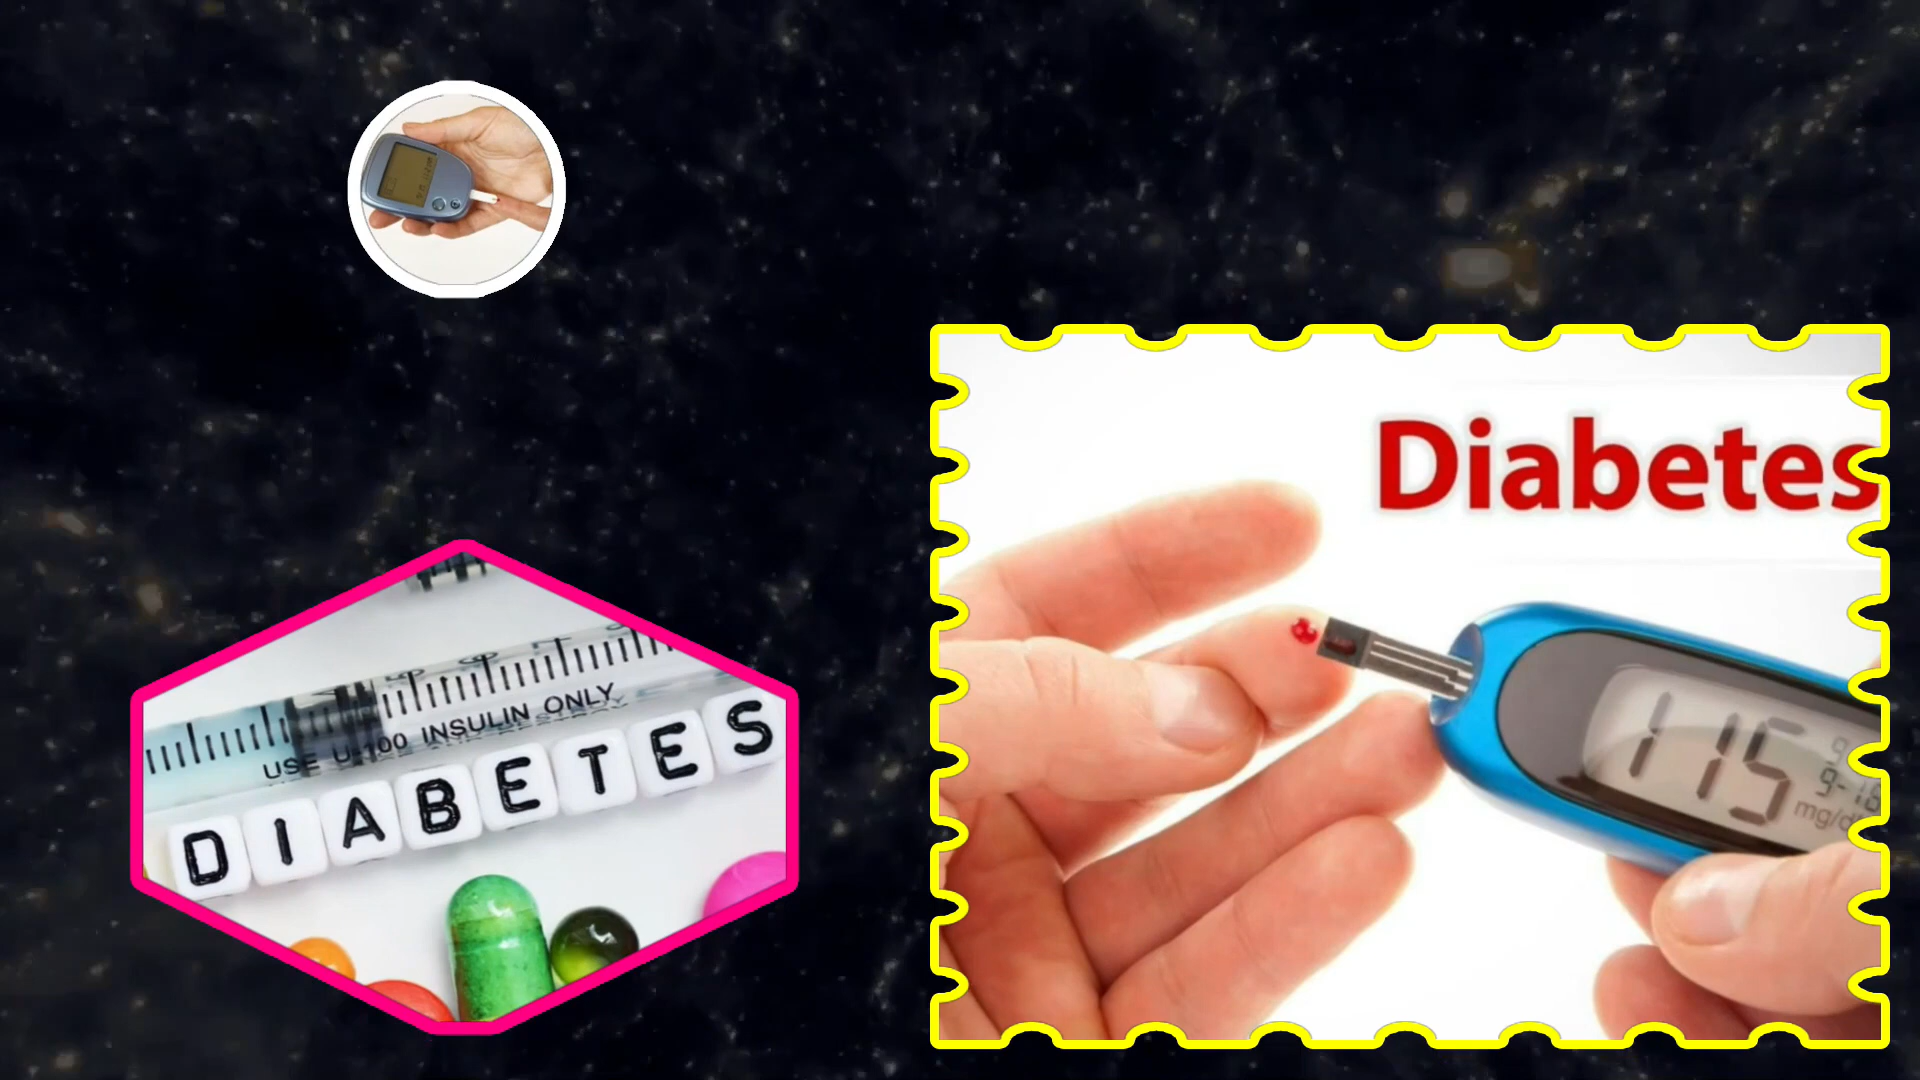 Diabetes
USE U-100 INSULIN ONLY
DIABETES
115
mg/d